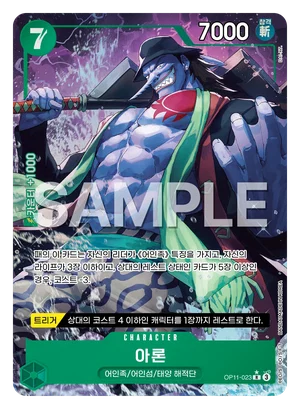 7
7000
참격
斬
카운터 +1000
SAMPLE
패의 이 카드는 자신의 리더가 《어인족》 특징을 가지고, 자신의
라이프가 3장 이하이고, 상대의 레스트 상태인 카드가 5장 이상인
경우, 코스트 -3.
트리거 상대의 코스트 4 이하인 캐릭터를 1장까지 레스트로 한다.
CHARACTER
아론
어인족/어인섬/태양 해적단
OP11-023 R 3